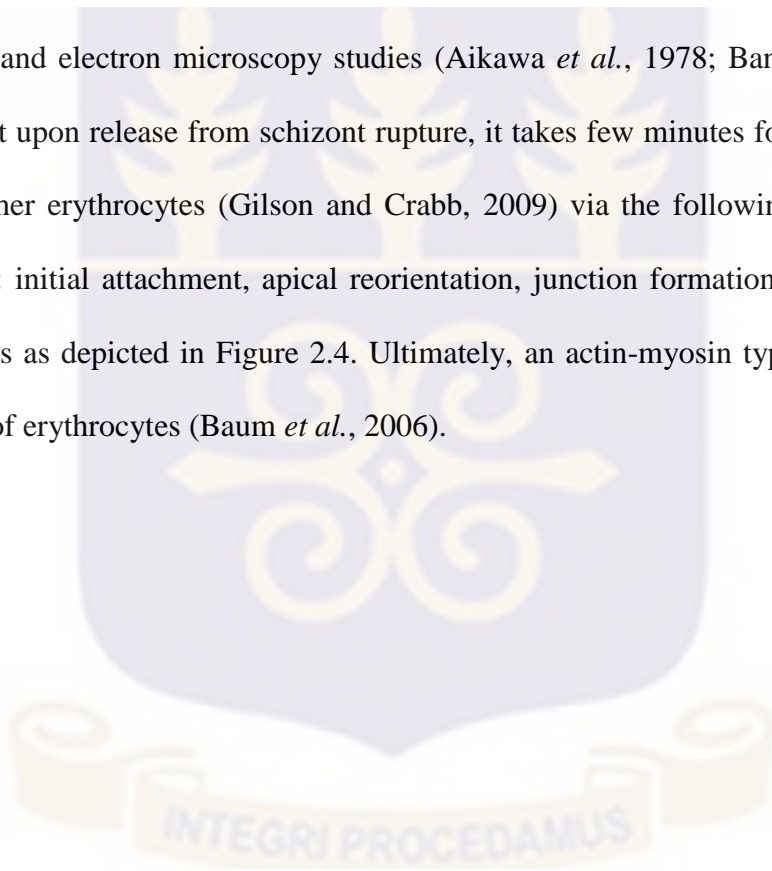 and electron microscopy studies (Aikawa et al., 1978; Ban
t upon release from schizont rupture, it takes few minutes fo
her erythrocytes (Gilson and Crabb, 2009) via the followin
: initial attachment, apical reorientation, junction formation
s as depicted in Figure 2.4. Ultimately, an actin-myosin typ
of erythrocytes (Baum et al., 2006).
INTEGRI PROCEDAMUS